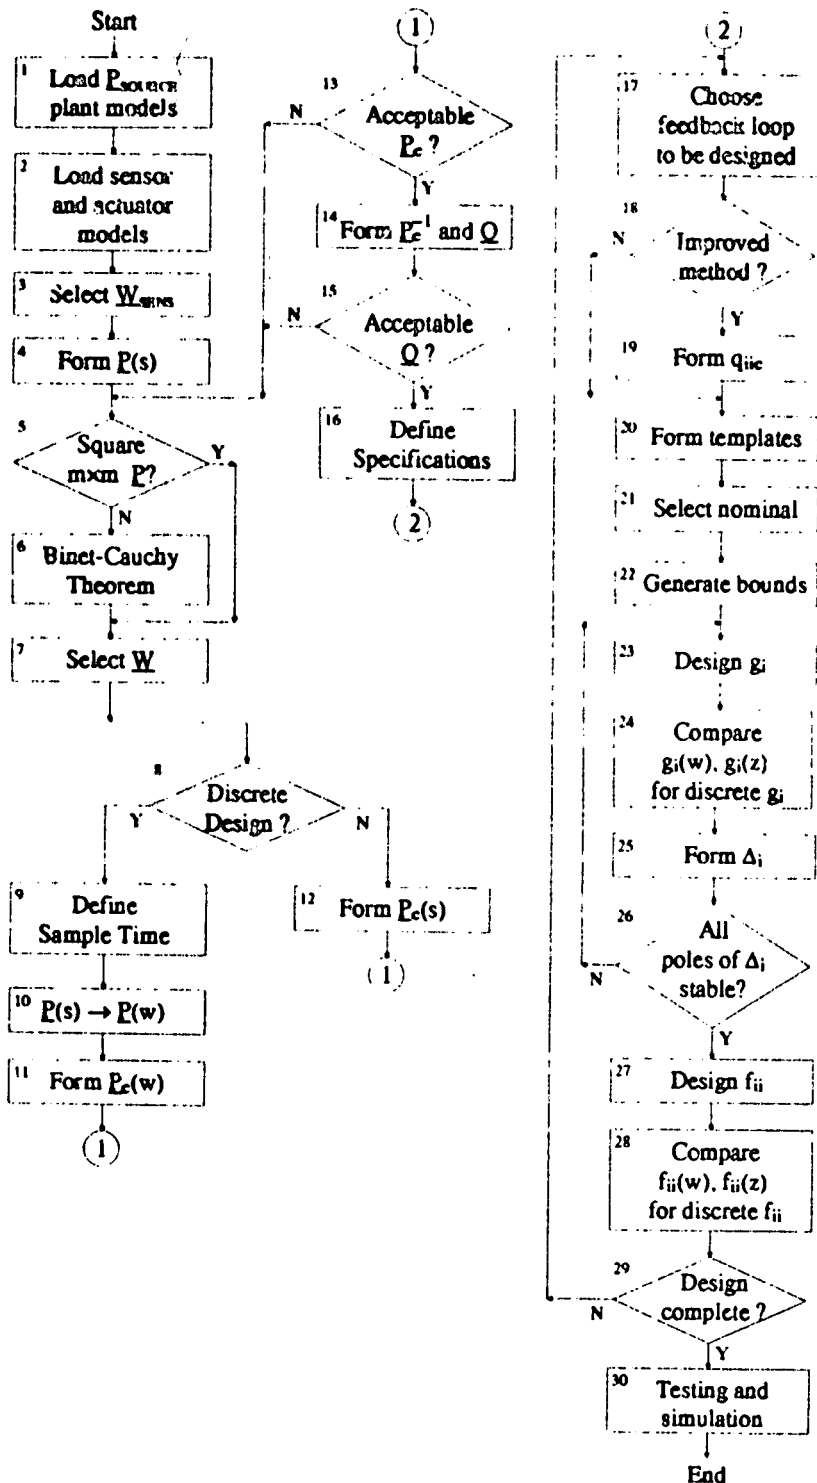 Start
1
Load P_SOURCE
plant models
2
Load sensor
and actuator
models
3
Select W_SENS
4
Form P(s)
5
Square
m×m P?
Y
N
6
Binet-Cauchy
Theorem
7
Select W
8
Discrete
Design ?
Y
N
9
Define
Sample Time
10
P(s) → P(w)
11
Form Pe(w)
1
12
Form Pe(s)
1
1
13
Acceptable
Pe ?
N
Y
14
Form Pe⁻¹ and Q
15
Acceptable
Q ?
N
Y
16
Define
Specifications
2
2
17
Choose
feedback loop
to be designed
18
Improved
method ?
N
Y
19
Form qiie
20
Form templates
21
Select nominal
22
Generate bounds
23
Design gi
24
Compare
gi(w), gi(z)
for discrete gi
25
Form Δi
26
All
poles of Δi
stable?
N
Y
27
Design fii
28
Compare
fii(w), fii(z)
for discrete fii
29
Design
complete ?
N
Y
30
Testing and
simulation
End